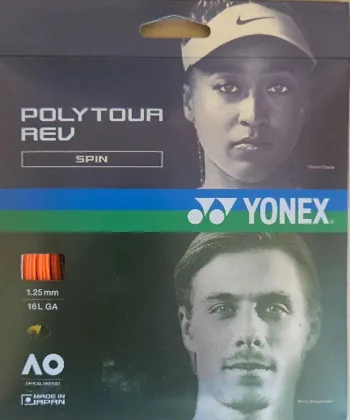 POLYTOUR
REV
SPIN
YONEX
1.25mm
16L GA
AO
MADE IN
JAPAN